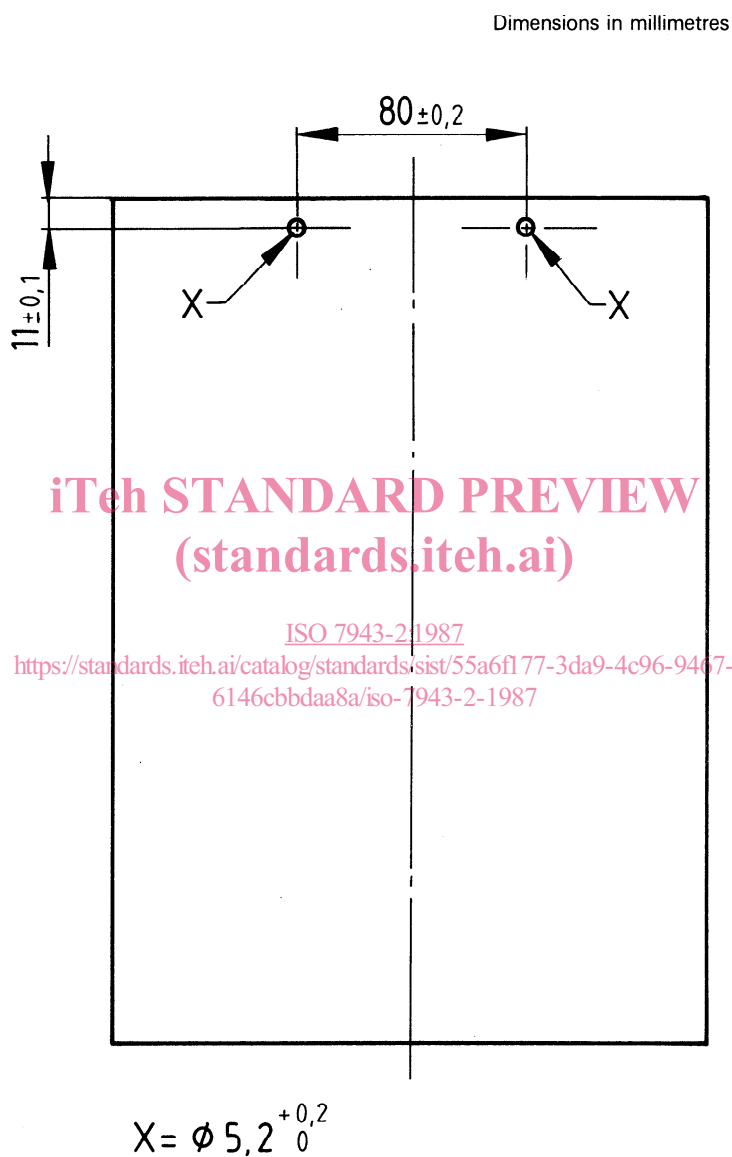 Dimensions in millimetres
80±0,2
11±0,1
X
X
iTeh STANDARD PREVIEW
(standards.iteh.ai)
ISO 7943-2:1987
https://standards.iteh.ai/catalog/standards/sist/55a6f177-3da9-4c96-9467-
6146cbbdaa8a/iso-7943-2-1987
X= ϕ 5,2 +0,2 0